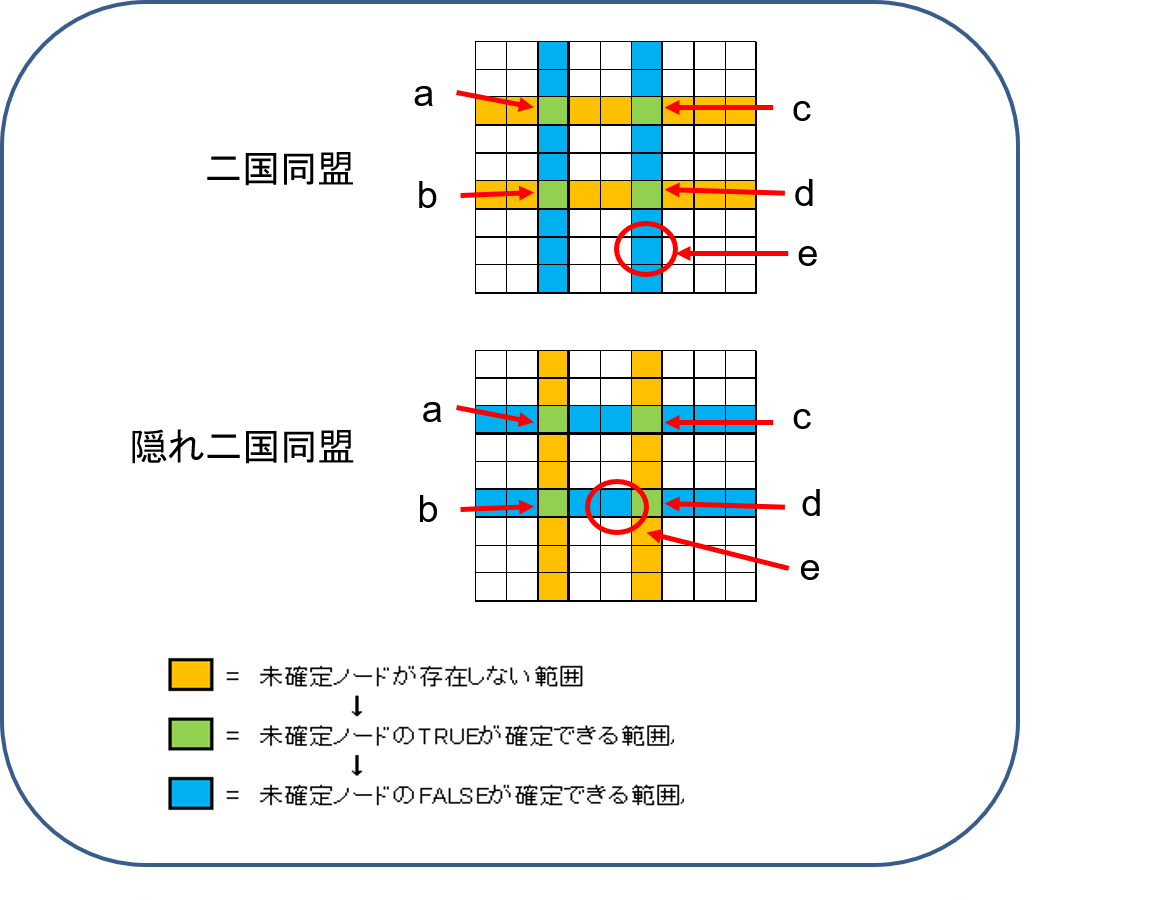 a
c
二国同盟
b
d
e
a
c
隠れ二国同盟
b
d
e
= 未確定ノードが存在しない範囲
↓
= 未確定ノードのTRUEが確定できる範囲,
↓
= 未確定ノードのFALSEが確定できる範囲,